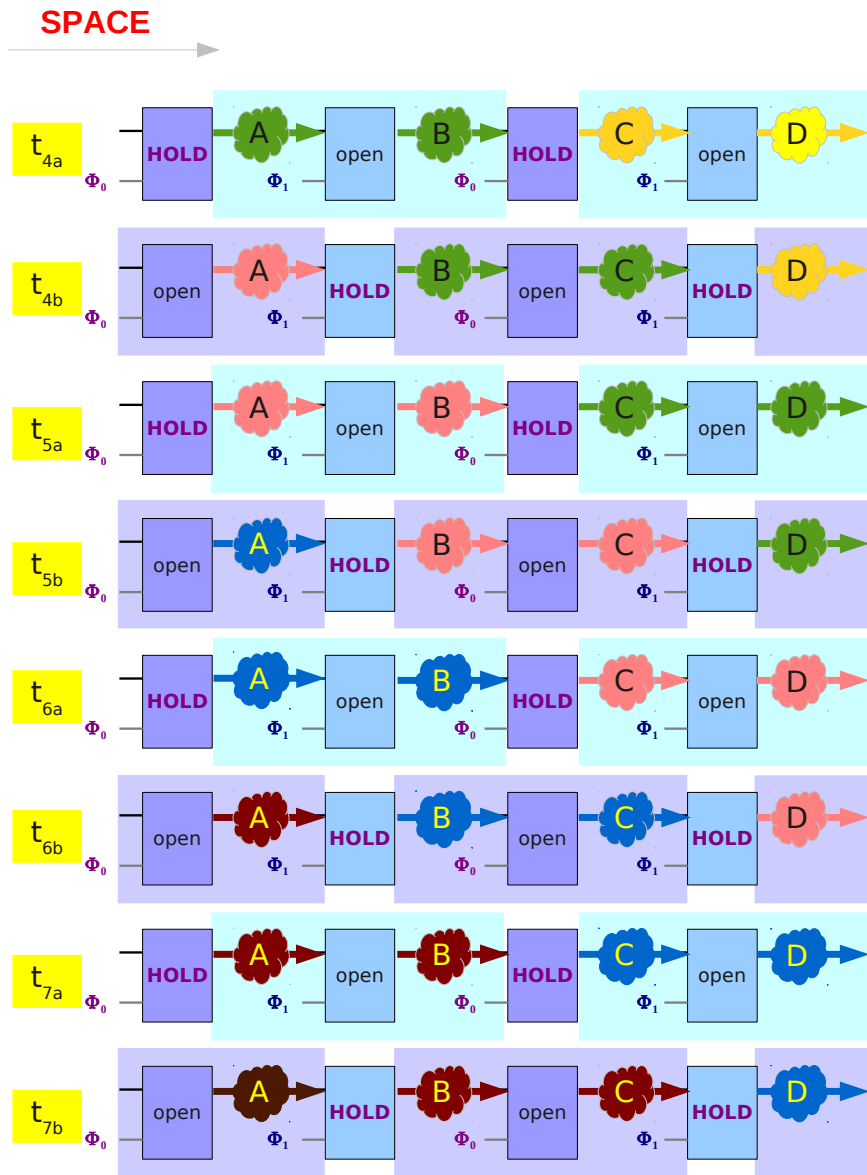 SPACE
t4a Φ0 HOLD A Φ1 open B Φ0 HOLD C Φ1 open D
t4b Φ0 open A Φ1 HOLD B Φ0 open C Φ1 HOLD D
t5a Φ0 HOLD A Φ1 open B Φ0 HOLD C Φ1 open D
t5b Φ0 open A Φ1 HOLD B Φ0 open C Φ1 HOLD D
t6a Φ0 HOLD A Φ1 open B Φ0 HOLD C Φ1 open D
t6b Φ0 open A Φ1 HOLD B Φ0 open C Φ1 HOLD D
t7a Φ0 HOLD A Φ1 open B Φ0 HOLD C Φ1 open D
t7b Φ0 open A Φ1 HOLD B Φ0 open C Φ1 HOLD D